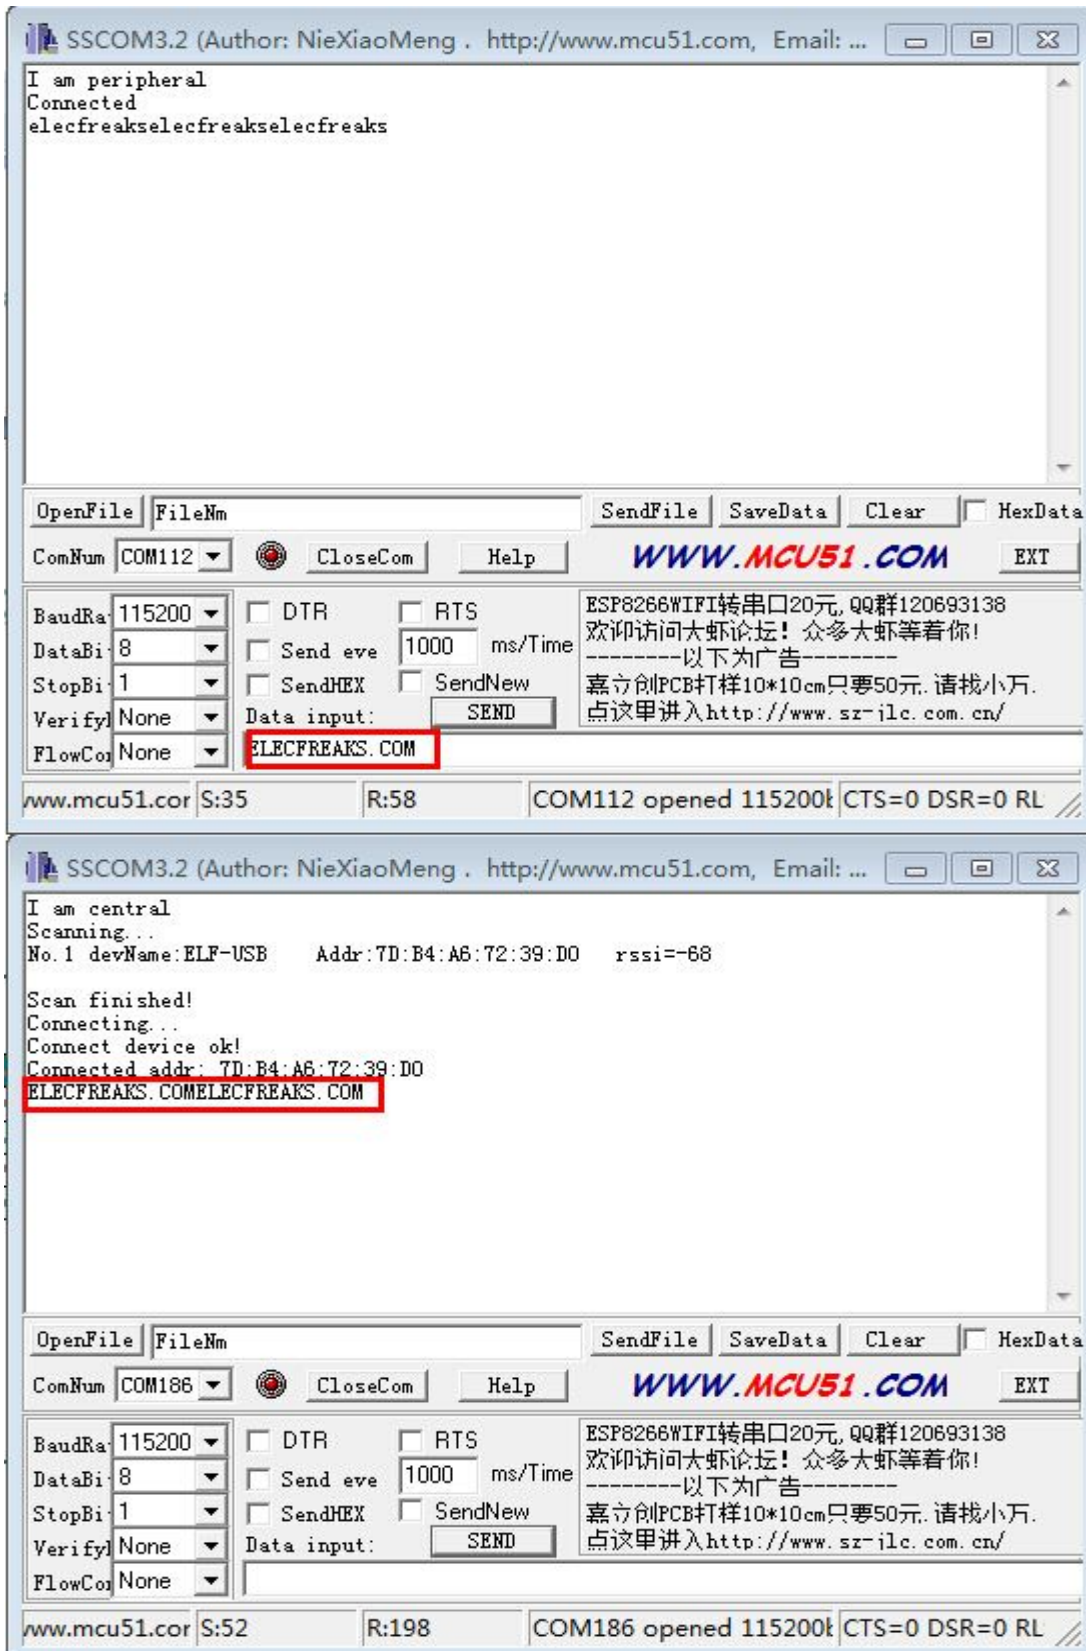 SSCOM3.2 (Author: NieXiaoMeng . http://www.mcu51.com, Email: ...
I am peripheral
Connected
elecfreakselecfreakselecfreaks
OpenFile FileNm SendFile SaveData Clear HexData
ComNum COM112 CloseCom Help WWW.MCU51.COM EXT
BaudRa 115200 DTR RTS
DataBi 8 Send eve 1000 ms/Time
StopBi 1 SendHEX SendNew
Verifyl None Data input: SEND
FlowCo None ELECFREAKS.COM
ESP8266WIFI转串口20元,QQ群120693138
欢迎访问大虾论坛! 众多大虾等着你!
--------以下为广告--------
嘉立创PCB打样10*10cm只要50元.请找小万.
点这里进入http://www.sz-jlc.com.cn/
www.mcu51.cor S:35 R:58 COM112 opened 115200b CTS=0 DSR=0 RL
SSCOM3.2 (Author: NieXiaoMeng . http://www.mcu51.com, Email: ...
I am central
Scanning...
No.1 devName:ELF-USB Addr:7D:B4:A6:72:39:D0 rssi=-68
Scan finished!
Connecting...
Connect device ok!
Connected addr: 7D:B4:A6:72:39:D0
ELECFREAKS.COMELECFREAKS.COM
OpenFile FileNm SendFile SaveData Clear HexData
ComNum COM186 CloseCom Help WWW.MCU51.COM EXT
BaudRa 115200 DTR RTS
DataBi 8 Send eve 1000 ms/Time
StopBi 1 SendHEX SendNew
Verifyl None Data input: SEND
FlowCo None
ESP8266WIFI转串口20元,QQ群120693138
欢迎访问大虾论坛! 众多大虾等着你!
--------以下为广告--------
嘉立创PCB打样10*10cm只要50元.请找小万.
点这里进入http://www.sz-jlc.com.cn/
www.mcu51.cor S:52 R:198 COM186 opened 115200b CTS=0 DSR=0 RL